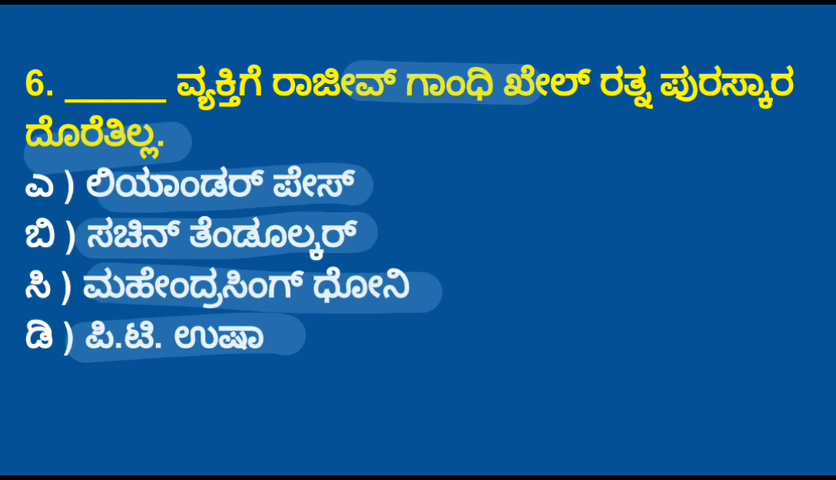 6. _____ ವ್ಯಕ್ತಿಗೆ ರಾಜೀವ್ ಗಾಂಧಿ ಖೇಲ್ ರತ್ನ ಪುರಸ್ಕಾರ
ದೊರೆತಿಲ್ಲ.
ಎ ) ಲಿಯಾಂಡರ್ ಪೇಸ್
ಬಿ ) ಸಚಿನ್ ತೆಂಡೂಲ್ಕರ್
ಸಿ ) ಮಹೇಂದ್ರಸಿಂಗ್ ಧೋನಿ
ಡಿ ) ಪಿ.ಟಿ. ಉಷಾ